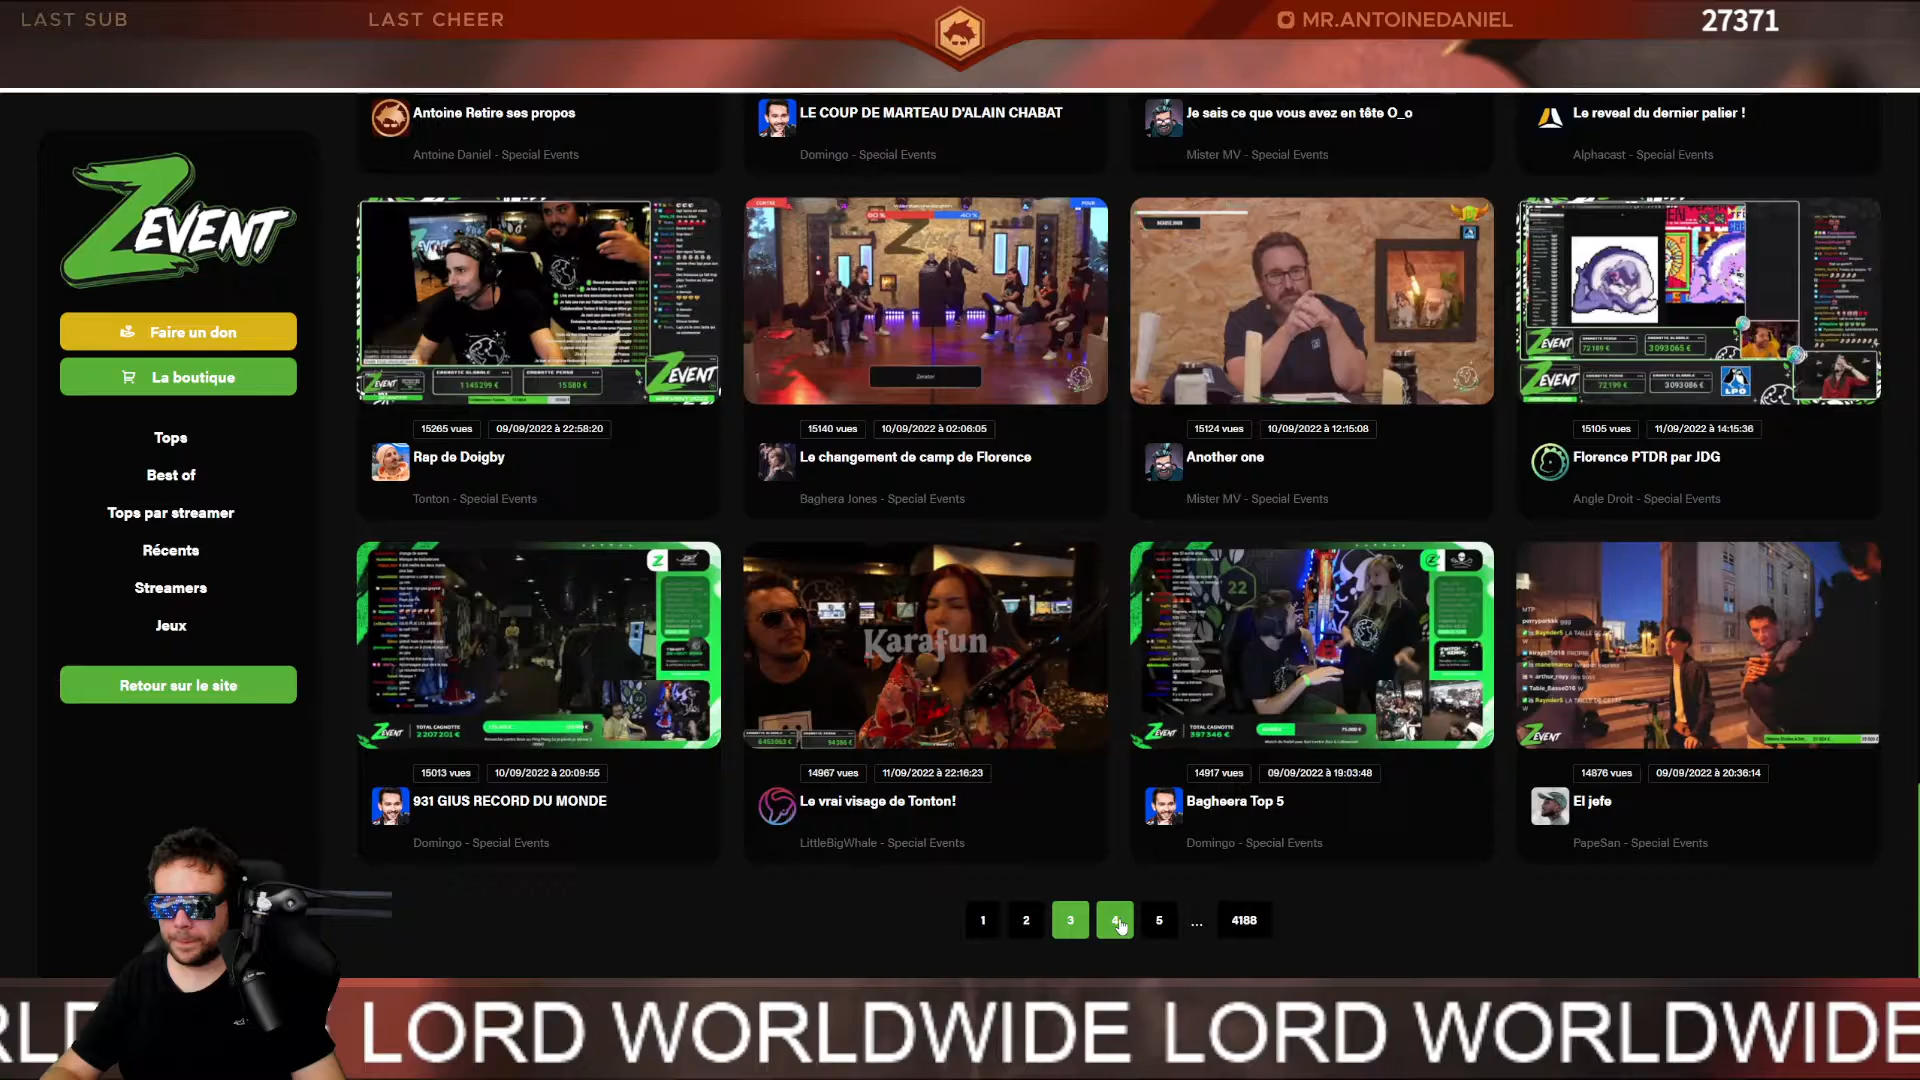 LAST SUB
LAST CHEER
MR.ANTOINEDANIEL
27371
ZEVENT
Faire un don
La boutique
Tops
Best of
Tops par streamer
Récents
Streamers
Jeux
Retour sur le site
Antoine Retire ses propos
Antoine Daniel - Special Events
LE COUP DE MARTEAU D'ALAIN CHABAT
Domingo - Special Events
Je sais ce que vous avez en tête O_o
Mister MV - Special Events
Le reveal du dernier palier !
Alphacast - Special Events
15265 vues
09/09/2022 à 22:58:20
Rap de Doigby
Tonton - Special Events
15140 vues
10/09/2022 à 02:06:05
Le changement de camp de Florence
Baghera Jones - Special Events
15124 vues
10/09/2022 à 12:15:08
Another one
Mister MV - Special Events
15105 vues
11/09/2022 à 14:15:36
Florence PTDR par JDG
Angle Droit - Special Events
Karafun
15013 vues
10/09/2022 à 20:09:55
931 GIUS RECORD DU MONDE
Domingo - Special Events
14967 vues
11/09/2022 à 22:16:23
Le vrai visage de Tonton!
LittleBigWhale - Special Events
14917 vues
09/09/2022 à 19:03:48
Bagheera Top 5
Domingo - Special Events
14876 vues
09/09/2022 à 20:36:14
El jefe
PapeSan - Special Events
1 2 3 4 5 ... 4188
LORD WORLDWIDE LORD WORLDWIDE